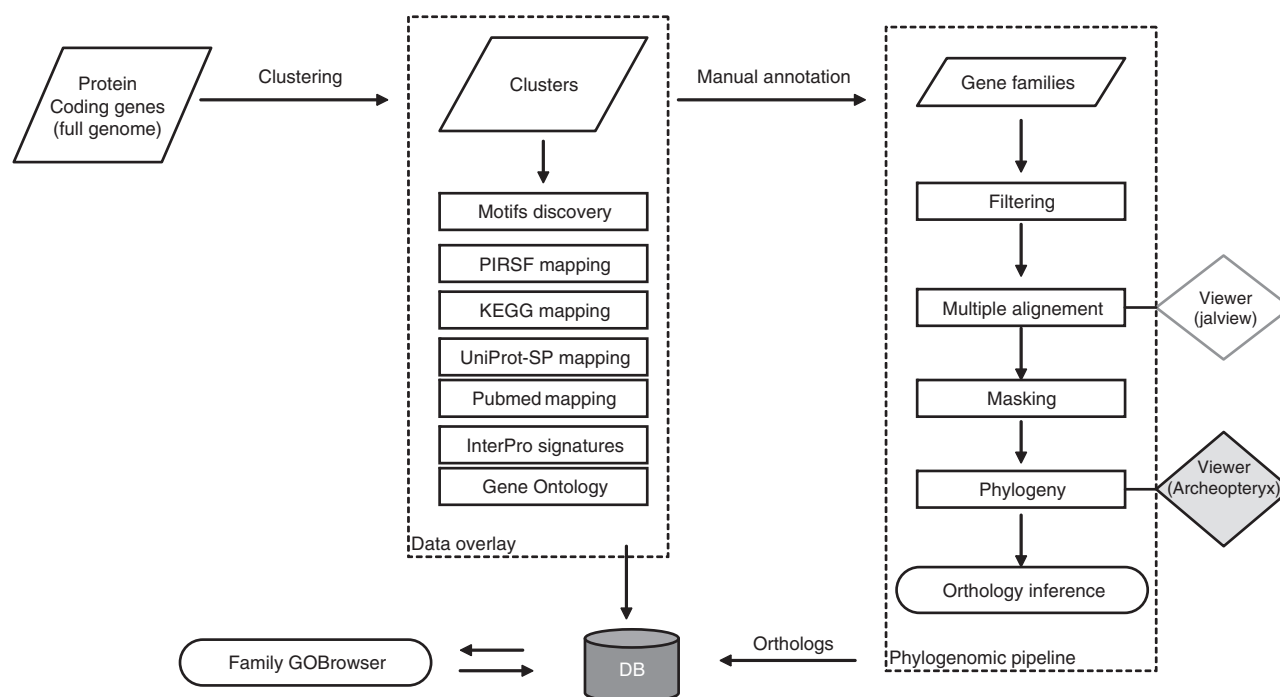 Protein
Coding genes
(full genome)
Clustering
Clusters
Motifs discovery
PIRSF mapping
KEGG mapping
UniProt-SP mapping
Pubmed mapping
InterPro signatures
Gene Ontology
Data overlay
Manual annotation
Gene families
Filtering
Multiple alignement
Viewer
(jalview)
Masking
Phylogeny
Viewer
(Archeopteryx)
Orthology inference
Phylogenomic pipeline
Orthologs
DB
Family GOBrowser